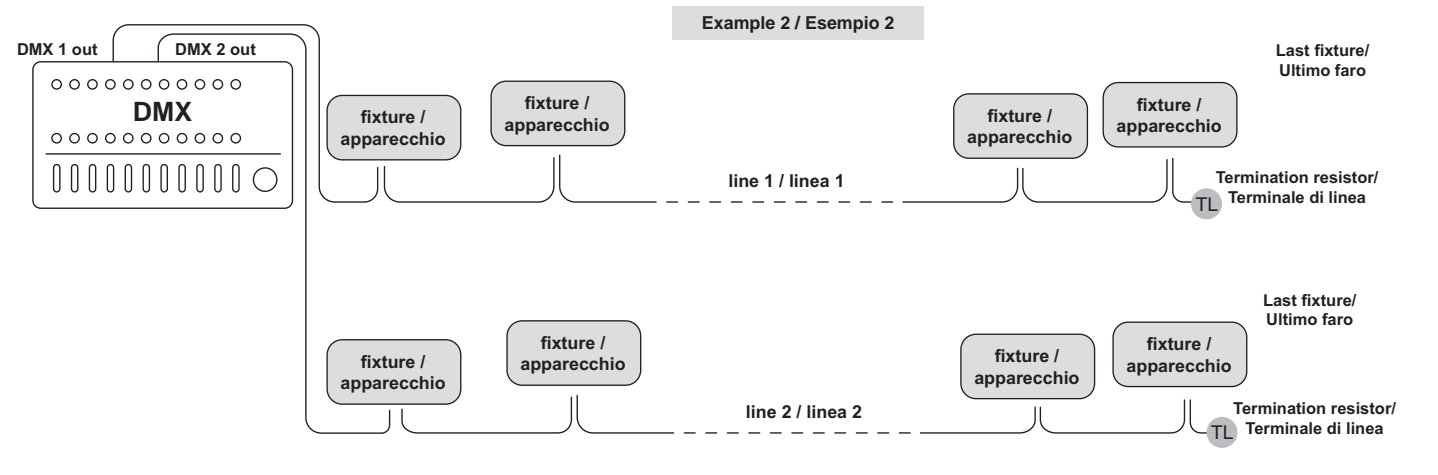 Example 2 / Esempio 2
DMX 1 out
DMX 2 out
Last fixture/
Ultimo faro
DMX
fixture /
apparecchio
fixture /
apparecchio
fixture /
apparecchio
fixture /
apparecchio
line 1 / linea 1
Termination resistor/
Terminale di linea
TL
Last fixture/
Ultimo faro
fixture /
apparecchio
fixture /
apparecchio
fixture /
apparecchio
fixture /
apparecchio
line 2 / linea 2
Termination resistor/
Terminale di linea
TL